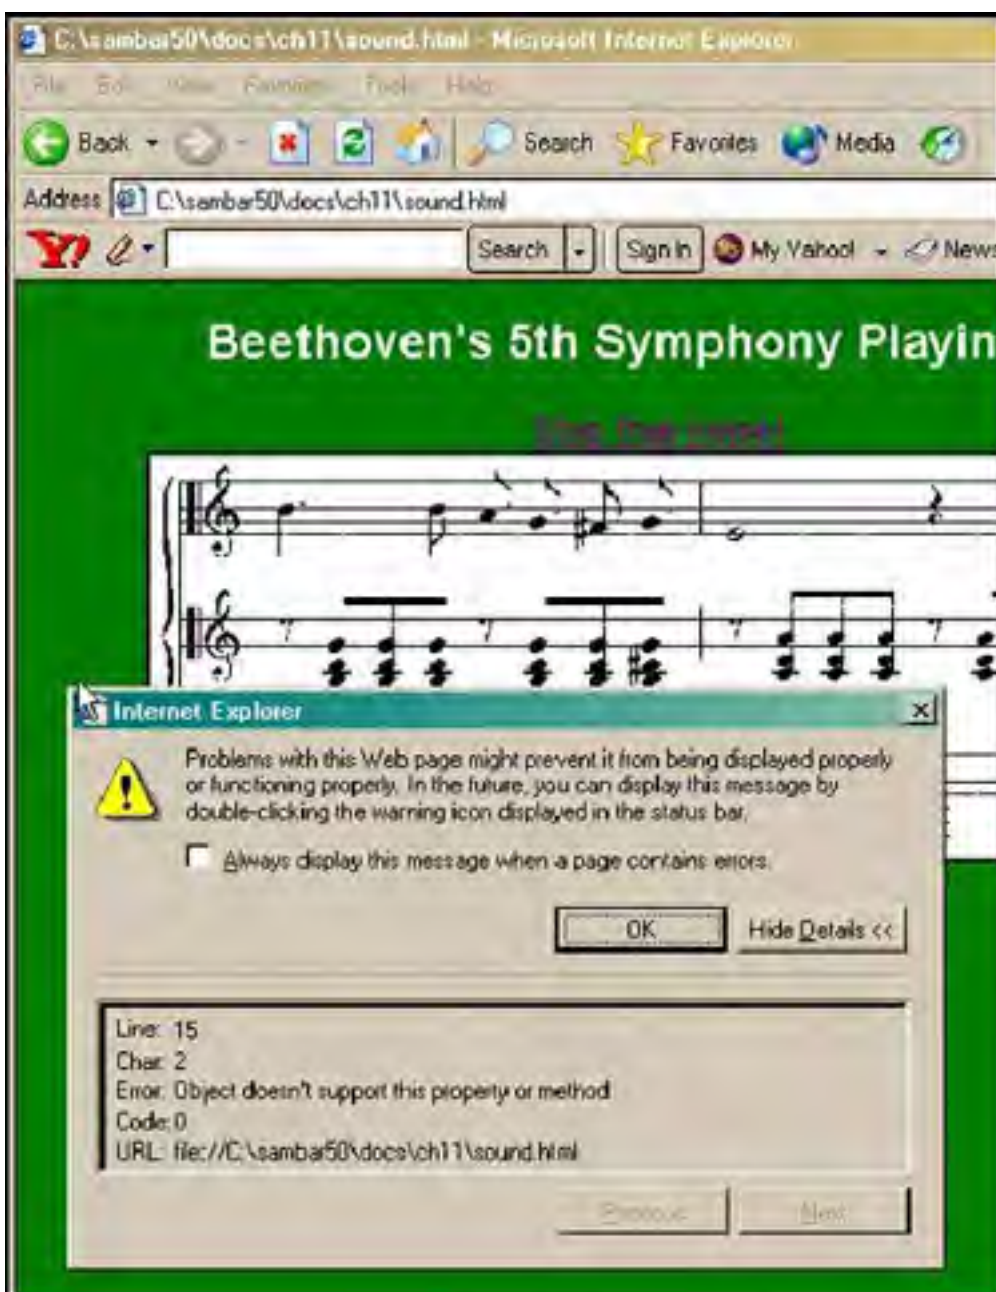 C:\sambar50\docs\ch11\sound.html - Microsoft Internet Explorer
File Edit View Favorites Tools Help
Back Search Favorites Media
Address C:\sambar50\docs\ch11\sound.html
Y! Search Sign In My Yahoo! News
Beethoven's 5th Symphony Playin
Internet Explorer
Problems with this Web page might prevent it from being displayed properly
or functioning properly. In the future, you can display this message by
double-clicking the warning icon displayed in the status bar.
Always display this message when a page contains errors.
OK Hide Details <<
Line: 15
Char: 2
Error: Object doesn't support this property or method
Code: 0
URL: file://C:\sambar50\docs\ch11\sound.html
Previous Next